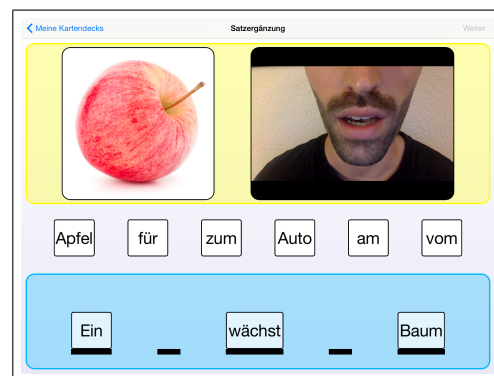 Meine Kartendecks Satzergänzung Weiter
Apfel für zum Auto am vom
Ein wächst Baum